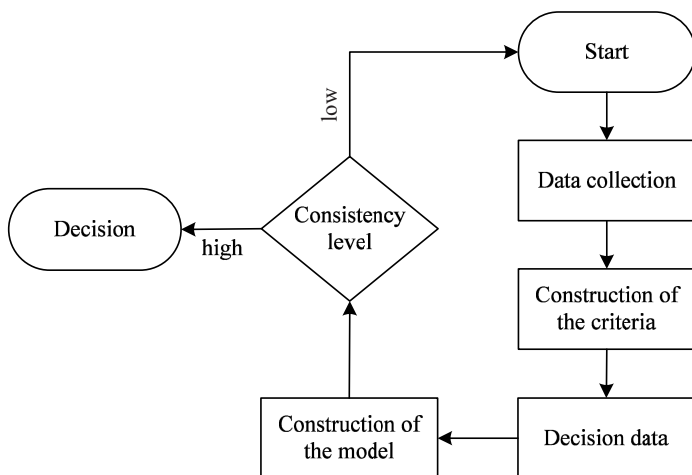 Start
low
Data collection
Consistency
level
Decision
high
Construction of
the criteria
Construction of
the model
Decision data